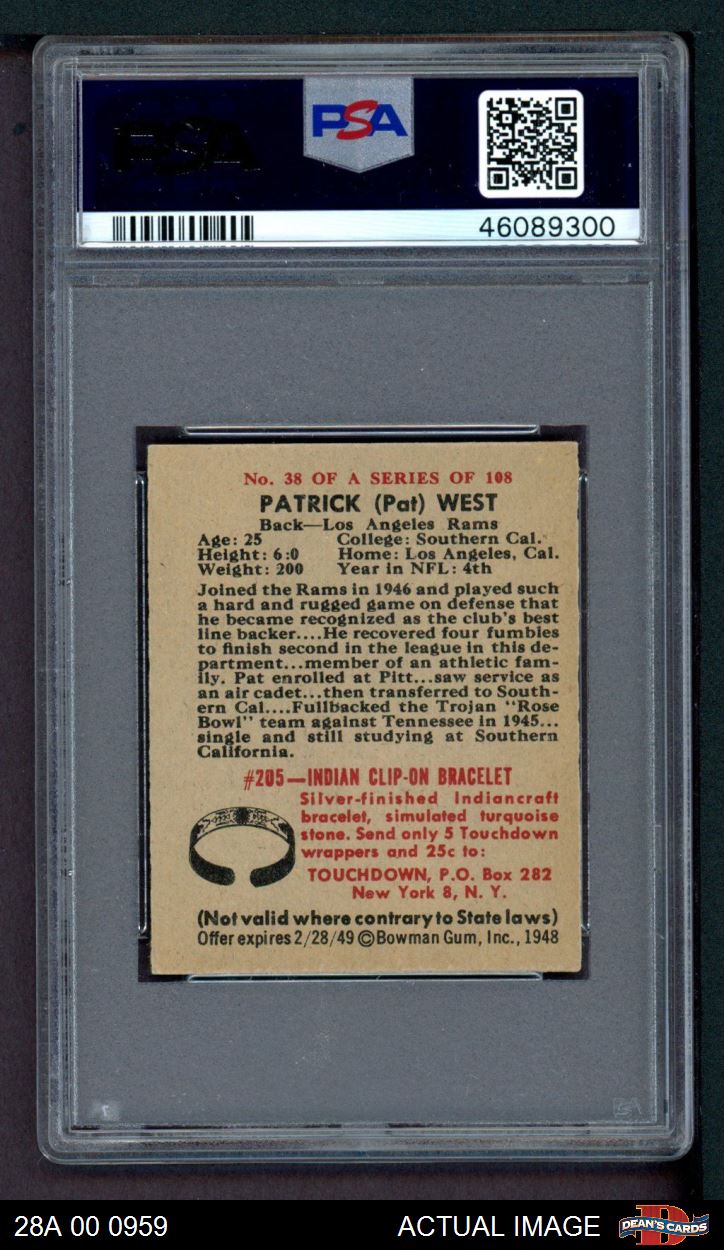 PSA
PSA
46089300
No. 38 OF A SERIES OF 108
PATRICK (Pat) WEST
Back—Los Angeles Rams
Age: 25 College: Southern Cal.
Height: 6:0 Home: Los Angeles, Cal.
Weight: 200 Year in NFL: 4th
Joined the Rams in 1946 and played such
a hard and rugged game on defense that
he became recognized as the club's best
line backer....He recovered four fumbles
to finish second in the league in this de-
partment...member of an athletic fam-
ily. Pat enrolled at Pitt...saw service as
an air cadet...then transferred to South-
ern Cal....Fullbacked the Trojan "Rose
Bowl" team against Tennessee in 1945...
single and still studying at Southern
California.
#205—INDIAN CLIP-ON BRACELET
Silver-finished Indiancraft
bracelet, simulated turquoise
stone. Send only 5 Touchdown
wrappers and 25c to:
TOUCHDOWN, P.O. Box 282
New York 8, N. Y.
(Not valid where contrary to State laws)
Offer expires 2/28/49 ©Bowman Gum, Inc., 1948
PSA
28A 00 0959 ACTUAL IMAGE DEAN'S CARDS